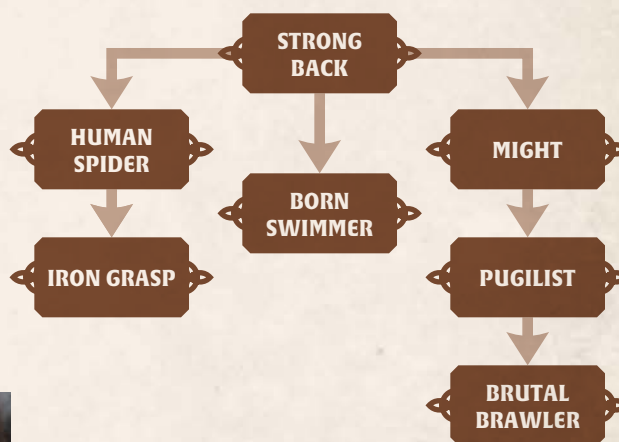 STRONG
BACK
HUMAN
SPIDER
MIGHT
BORN
SWIMMER
IRON GRASP
PUGILIST
BRUTAL
BRAWLER